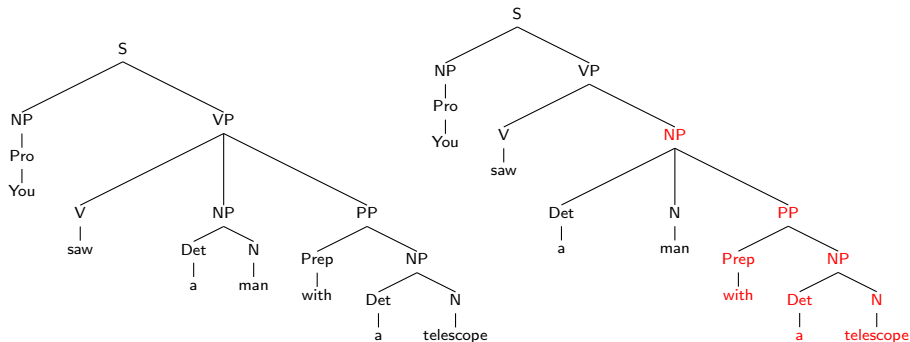 S
NP VP
Pro
You
V NP PP
saw Det N Prep NP
a man with Det N
a telescope
S
NP VP
Pro
You V NP
saw
Det N PP
a man Prep NP
with Det N
a telescope